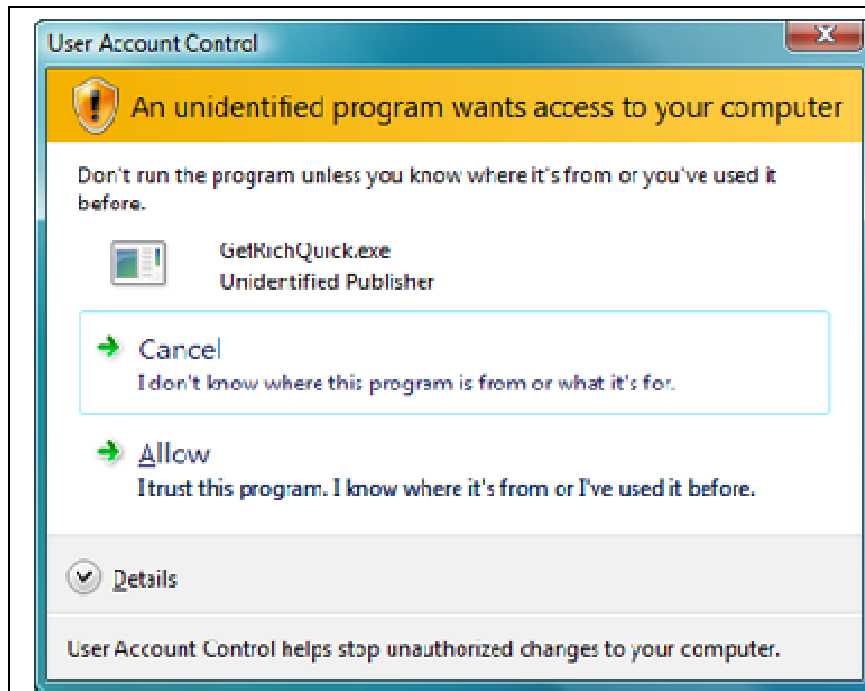 User Account Control
An unidentified program wants access to your computer
Don't run the program unless you know where it's from or you've used it
before.
GetRichQuick.exe
Unidentified Publisher
Cancel
I don't know where this program is from or what it's for.
Allow
I trust this program. I know where it's from or I've used it before.
Details
User Account Control helps stop unauthorized changes to your computer.